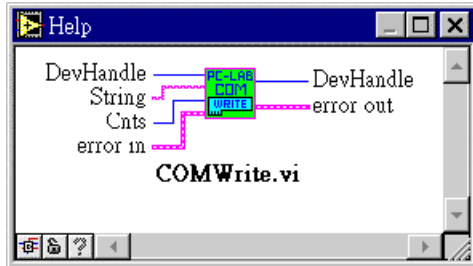 Help
DevHandle
PC-LAB
DevHandle
String
COM
Cnts
WRITE
error out
error in
COMWrite.vi
?